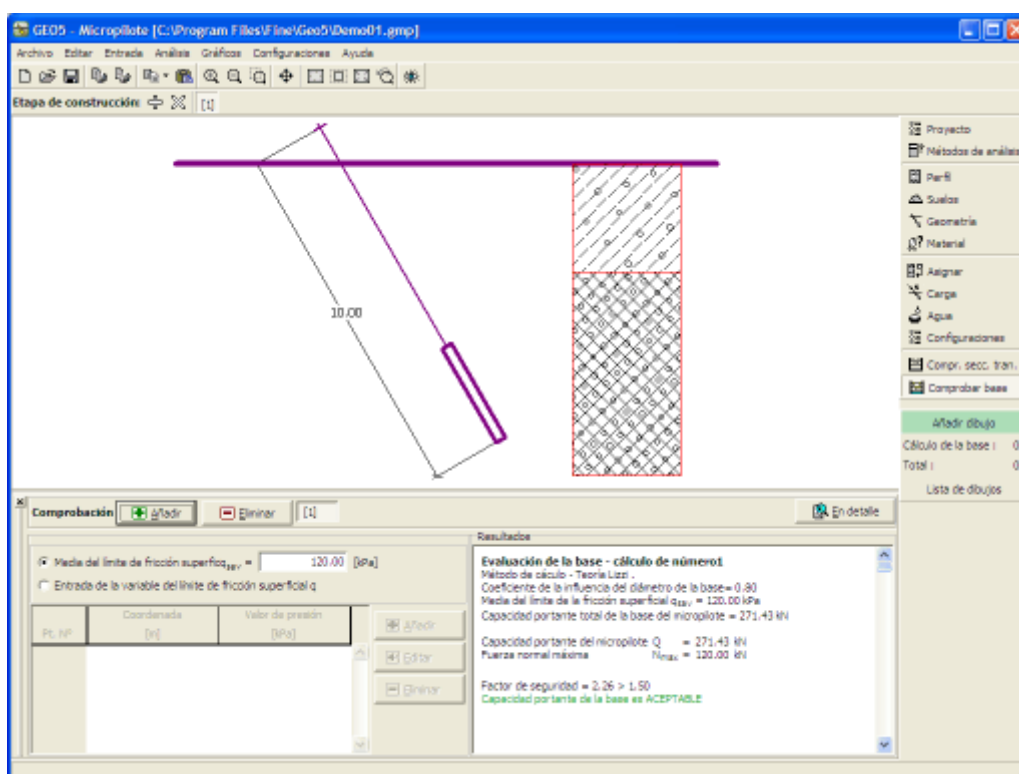 GEO5 - Micropilote [C:\Program Files\Fine\Geo5\Demo01.gmp]
Archivo Editar Entrada Análisis Gráficos Configuraciones Ayuda
Etapa de construcción: [1]
10.00
Proyecto
Métodos de análisis
Perfil
Suelos
Geometría
Material
Asignar
Carga
Agua
Configuraciones
Compr. secc. tran.
Comprobar base
Añadir dibujo
Cálculo de la base : 0
Total : 0
Lista de dibujos
Comprobación Añadir Eliminar [1] En detalle
Media del límite de fricción superfic qsav = 120.00 [kPa]
Entrada de la variable del límite de fricción superficial q
Pt. Nº Coordenada [m] Valor de presión [kPa]
Añadir
Editar
Eliminar
Resultados
Evaluación de la base - cálculo de número1
Método de cáculo - Teoría Lizzi .
Coeficiente de la influencia del diámetro de la base= 0.80
Media del límite de la fricción superficial qsav = 120.00 kPa
Capacidad portante total de la base del micropilote = 271.43 kN
Capacidad portante del micropilote Q = 271.43 kN
Fuerza normal máxima Nmax = 120.00 kN
Factor de seguridad = 2.26 > 1.50
Capacidad portante de la base es ACEPTABLE